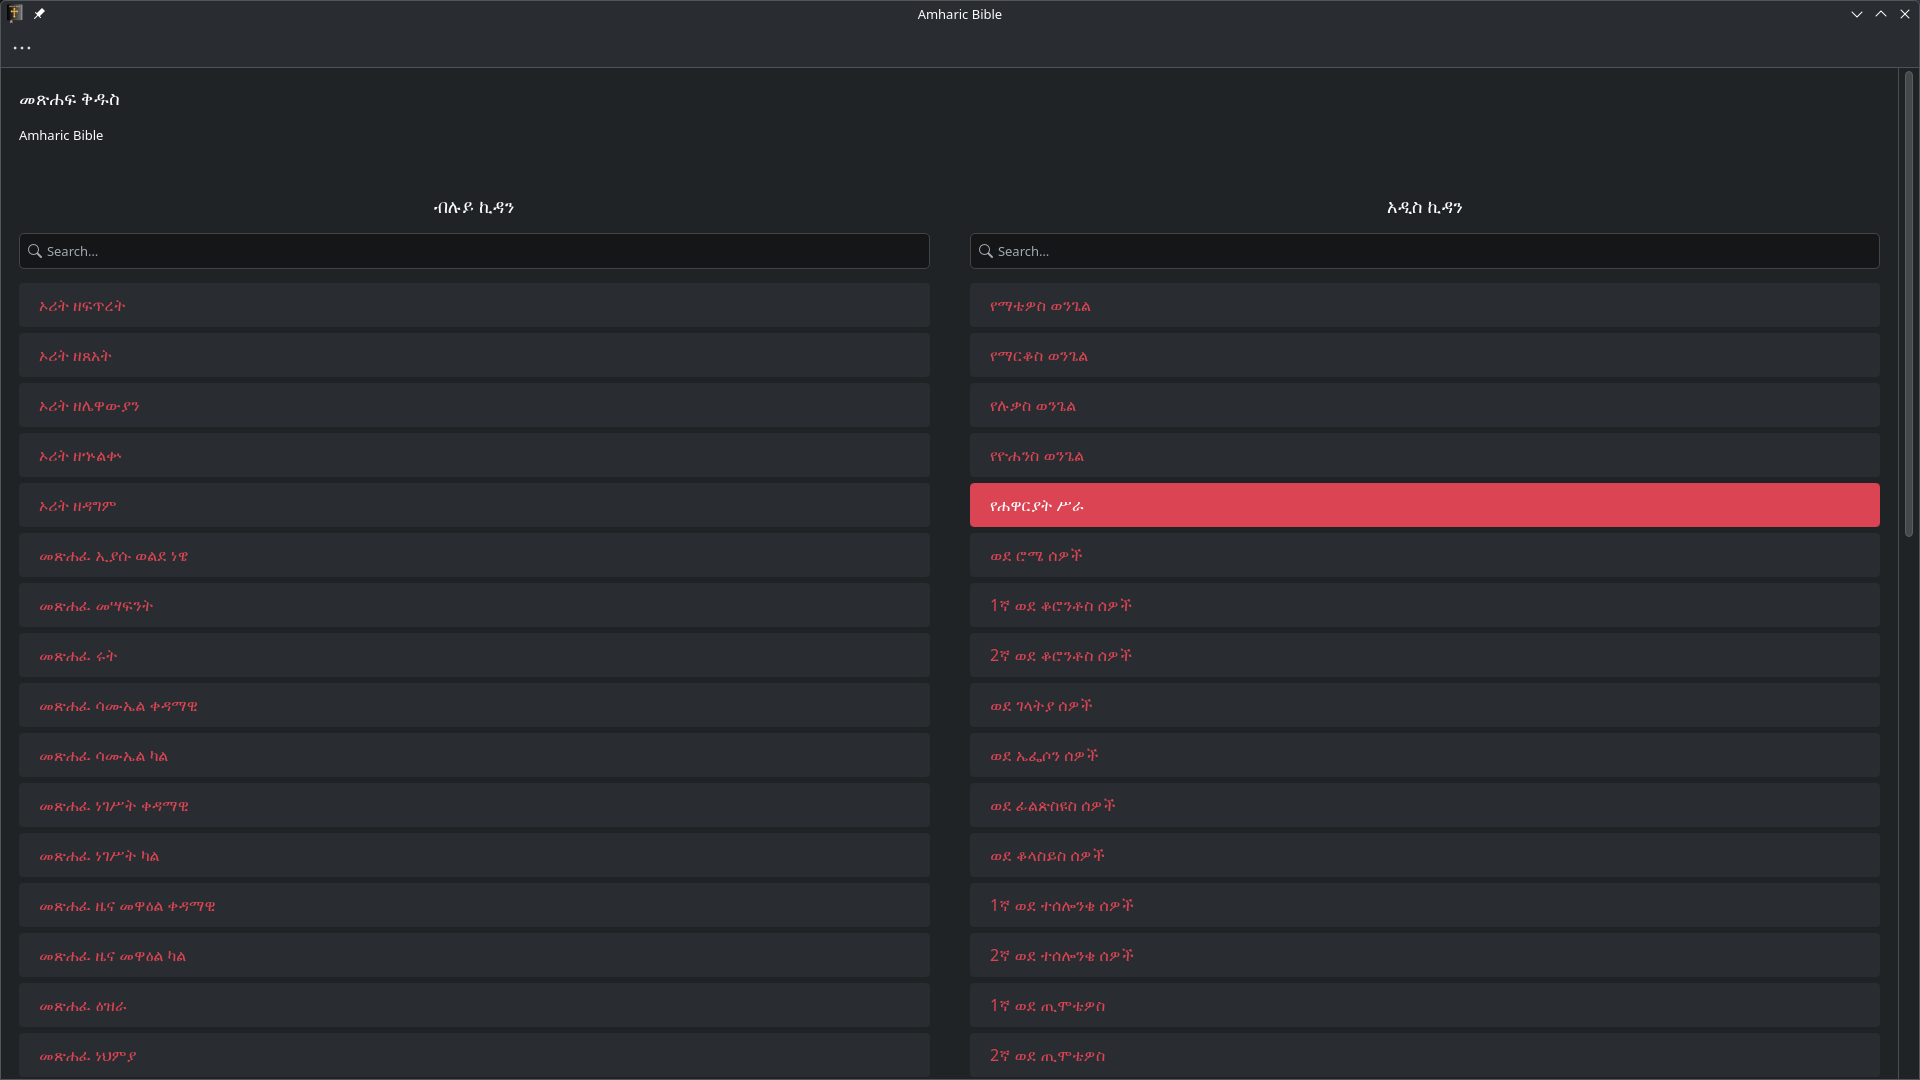 Amharic Bible
መጽሐፍ ቅዱስ
Amharic Bible
ብሉይ ኪዳን
Search...
ኦሪት ዘፍጥረት
ኦሪት ዘጸአት
ኦሪት ዘሌዋውያን
ኦሪት ዘኍልቍ
ኦሪት ዘዳግም
መጽሐፈ ኢያሱ ወልደ ነዌ
መጽሐፈ መሣፍንት
መጽሐፈ ሩት
መጽሐፈ ሳሙኤል ቀዳማዊ
መጽሐፈ ሳሙኤል ካል
መጽሐፈ ነገሥት ቀዳማዊ
መጽሐፈ ነገሥት ካል
መጽሐፈ ዜና መዋዕል ቀዳማዊ
መጽሐፈ ዜና መዋዕል ካል
መጽሐፈ ዕዝራ
መጽሐፈ ነህምያ
አዲስ ኪዳን
Search...
የማቴዎስ ወንጌል
የማርቆስ ወንጌል
የሉቃስ ወንጌል
የዮሐንስ ወንጌል
የሐዋርያት ሥራ
ወደ ሮሜ ሰዎች
1ኛ ወደ ቆሮንቶስ ሰዎች
2ኛ ወደ ቆሮንቶስ ሰዎች
ወደ ገላትያ ሰዎች
ወደ ኤፌሶን ሰዎች
ወደ ፊልጵስዩስ ሰዎች
ወደ ቆላስይስ ሰዎች
1ኛ ወደ ተሰሎንቄ ሰዎች
2ኛ ወደ ተሰሎንቄ ሰዎች
1ኛ ወደ ጢሞቴዎስ
2ኛ ወደ ጢሞቴዎስ